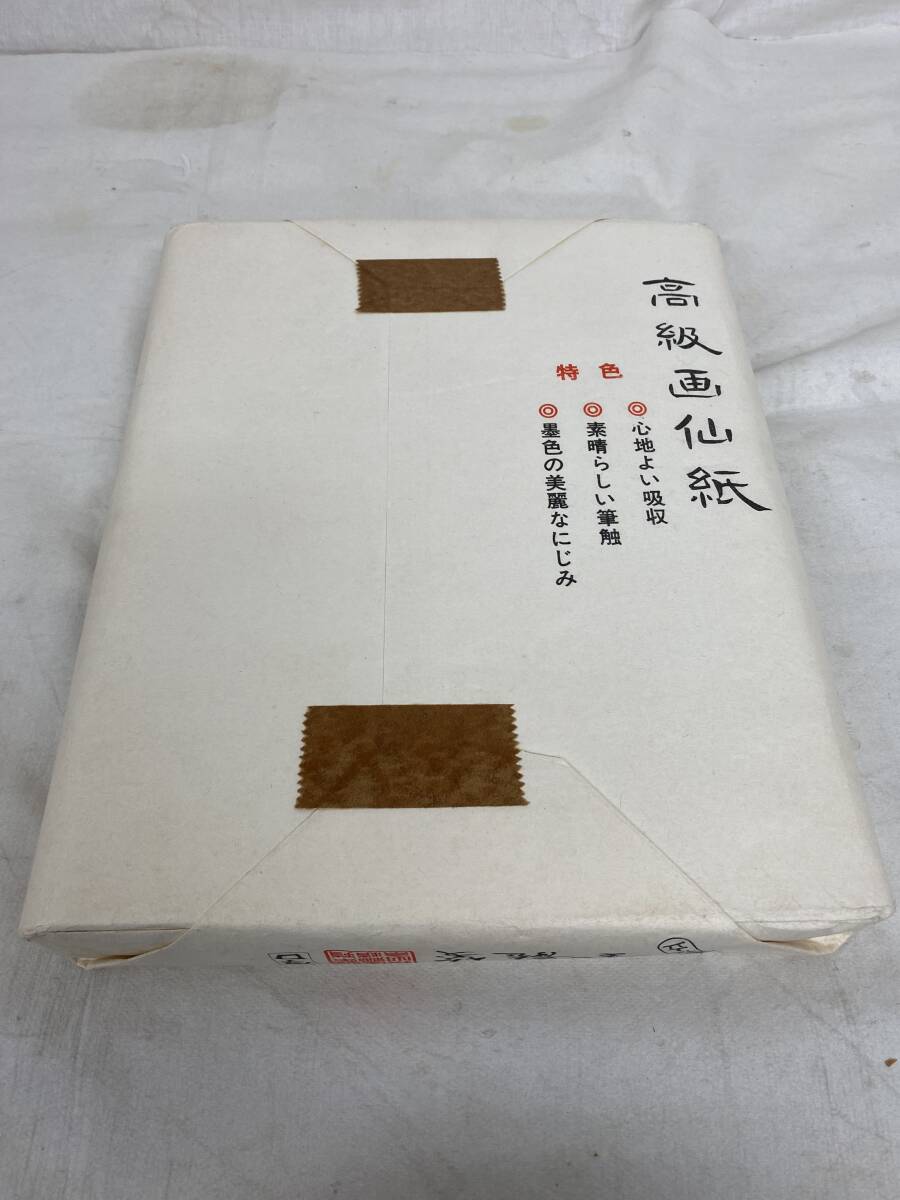 高級画仙紙
特色
◎心地よい吸収
◎素晴らしい筆触
◎墨色の美麗なにじみ